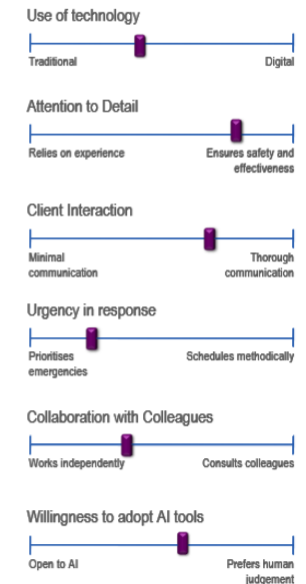 Use of technology
Traditional Digital
Attention to Detail
Relies on experience Ensures safety and
effectiveness
Client Interaction
Minimal Thorough
communication communication
Urgency in response
Prioritises Schedules methodically
emergencies
Collaboration with Colleagues
Works independently Consults colleagues
Willingness to adopt AI tools
Open to AI Prefers human
judgement